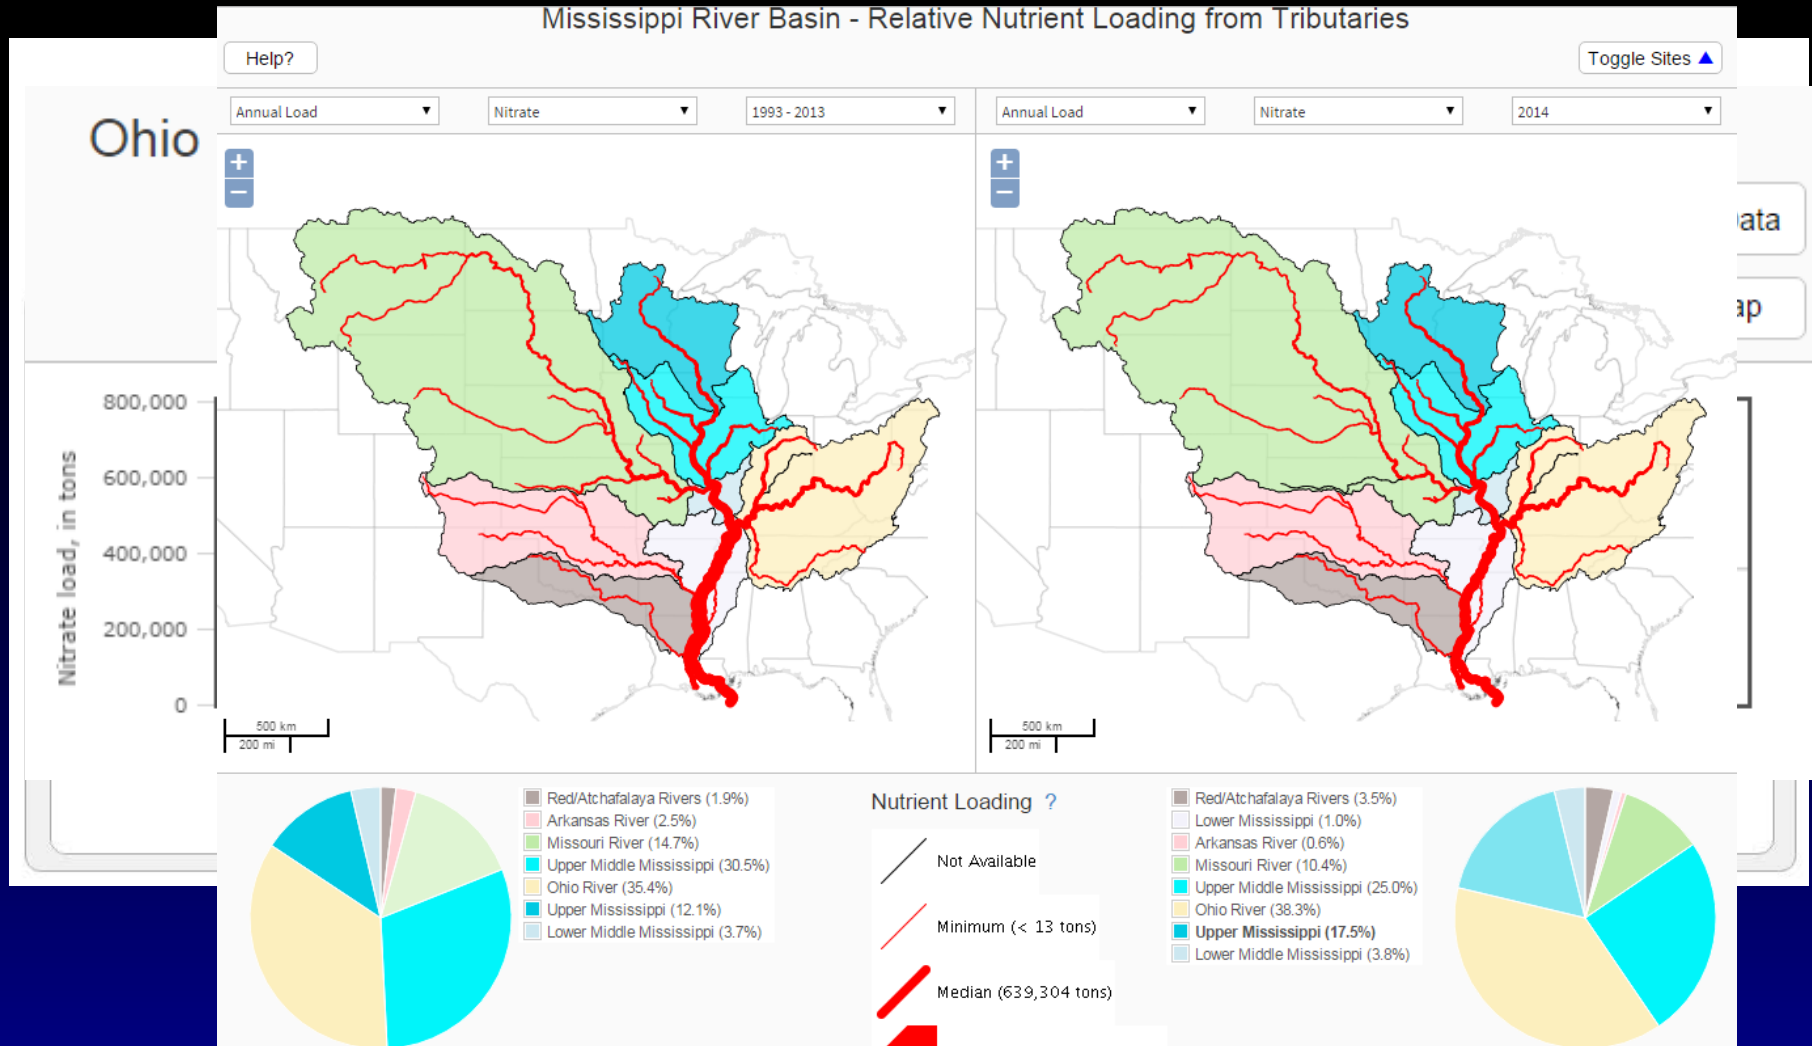 Mississippi River Basin - Relative Nutrient Loading from Tributaries
Help?
Toggle Sites ▲
Annual Load
Nitrate
1993 - 2013
Annual Load
Nitrate
2014
Ohio
800,000
600,000
400,000
200,000
0
Nitrate load, in tons
+
−
+
−
500 km
200 mi
500 km
200 mi
Red/Atchafalaya Rivers (1.9%)
Arkansas River (2.5%)
Missouri River (14.7%)
Upper Middle Mississippi (30.5%)
Ohio River (35.4%)
Upper Mississippi (12.1%)
Lower Middle Mississippi (3.7%)
Nutrient Loading ?
Not Available
Minimum (< 13 tons)
Median (639,304 tons)
Red/Atchafalaya Rivers (3.5%)
Lower Mississippi (1.0%)
Arkansas River (0.6%)
Missouri River (10.4%)
Upper Middle Mississippi (25.0%)
Ohio River (38.3%)
Upper Mississippi (17.5%)
Lower Middle Mississippi (3.8%)